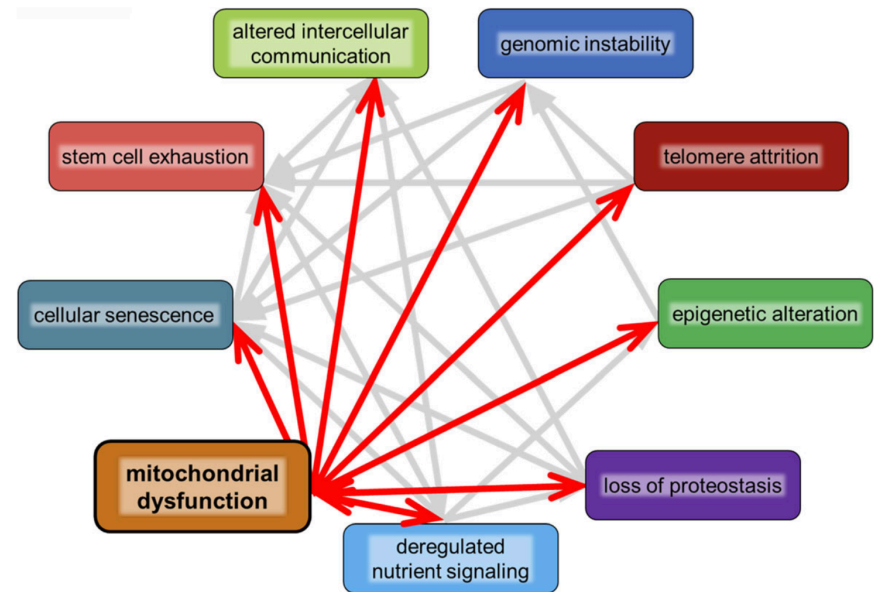 altered intercellular
communication
genomic instability
stem cell exhaustion
telomere attrition
cellular senescence
epigenetic alteration
mitochondrial
dysfunction
loss of proteostasis
deregulated
nutrient signaling